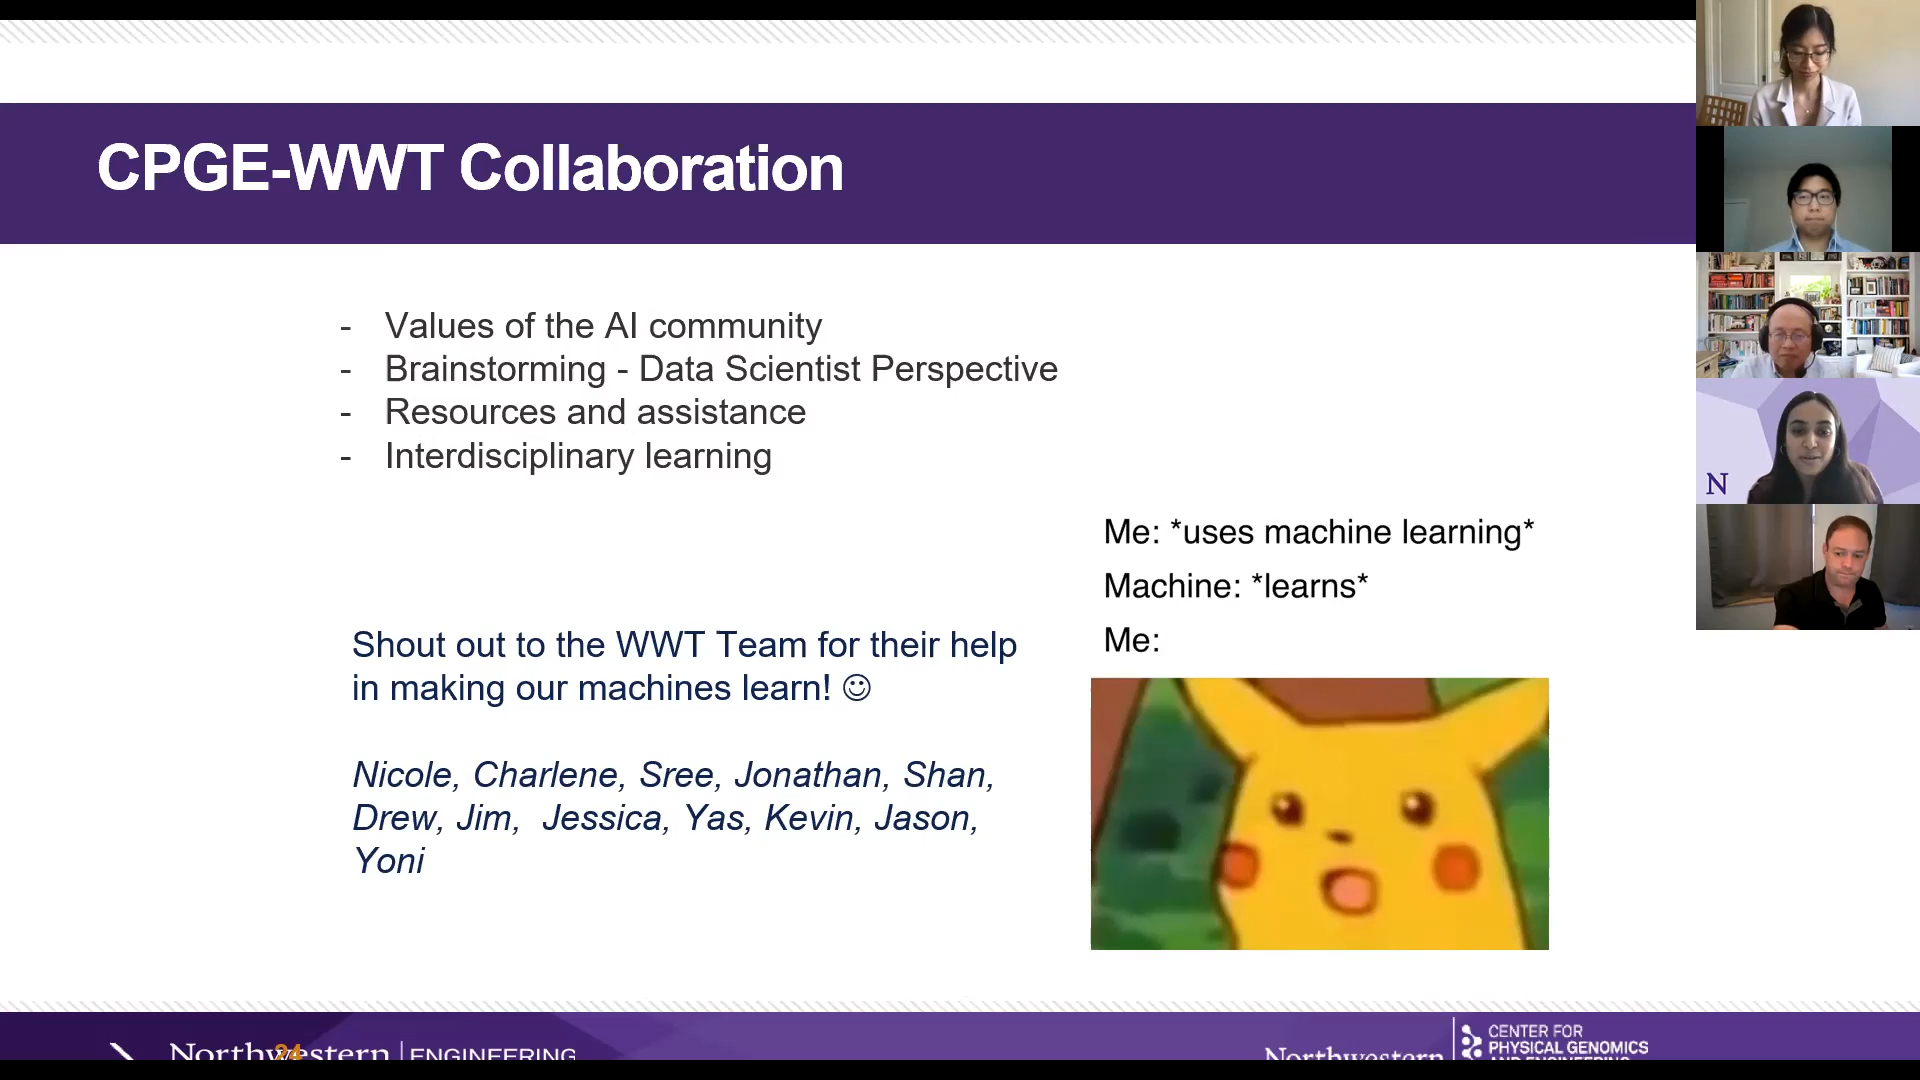 CPGE-WWT Collaboration
- Values of the AI community
- Brainstorming - Data Scientist Perspective
- Resources and assistance
- Interdisciplinary learning
Me: *uses machine learning*
Machine: *learns*
Me:
Shout out to the WWT Team for their help
in making our machines learn! ☺
Nicole, Charlene, Sree, Jonathan, Shan,
Drew, Jim, Jessica, Yas, Kevin, Jason,
Yoni
N
24
Northwestern | ENGINEERING
Northwestern
CENTER FOR
PHYSICAL GENOMICS
AND ENGINEERING